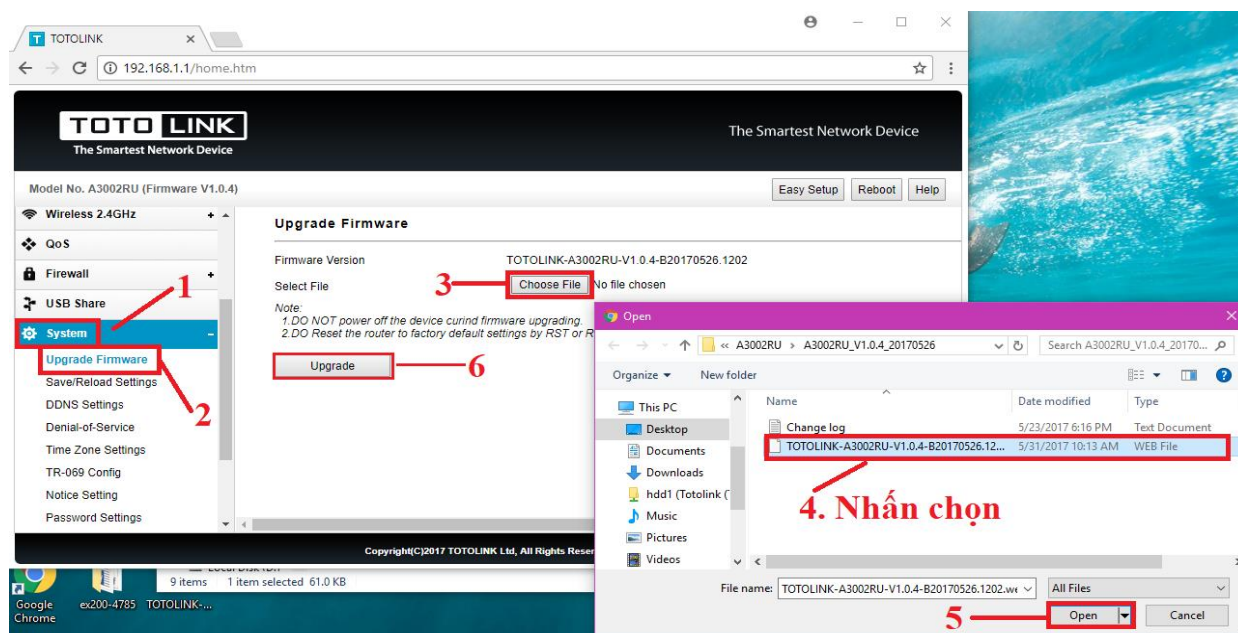 TOTOLINK
192.168.1.1/home.htm
TOTO LINK
The Smartest Network Device
The Smartest Network Device
Model No. A3002RU (Firmware V1.0.4)
Easy Setup Reboot Help
Wireless 2.4GHz +
QoS
Firewall +
USB Share
System -
Upgrade Firmware
Save/Reload Settings
DDNS Settings
Denial-of-Service
Time Zone Settings
TR-069 Config
Notice Setting
Password Settings
1
2
Upgrade Firmware
Firmware Version TOTOLINK-A3002RU-V1.0.4-B20170526.1202
Select File 3 Choose File No file chosen
Note:
1.DO NOT power off the device curind firmware upgrading.
2.DO Reset the router to factory default settings by RST or R
Upgrade 6
Copyright(C)2017 TOTOLINK Ltd, All Rights Reser
Open
« A3002RU › A3002RU_V1.0.4_20170526
Search A3002RU_V1.0.4_20170...
Organize New folder
This PC
Desktop
Documents
Downloads
hdd1 (Totolink (
Music
Pictures
Videos
Name Date modified Type
Change log 5/23/2017 6:16 PM Text Document
TOTOLINK-A3002RU-V1.0.4-B20170526.12... 5/31/2017 10:13 AM WEB File
4. Nhấn chọn
File name: TOTOLINK-A3002RU-V1.0.4-B20170526.1202.we All Files
5 Open Cancel
9 items 1 item selected 61.0 KB
Google Chrome
ex200-4785
TOTOLINK-...